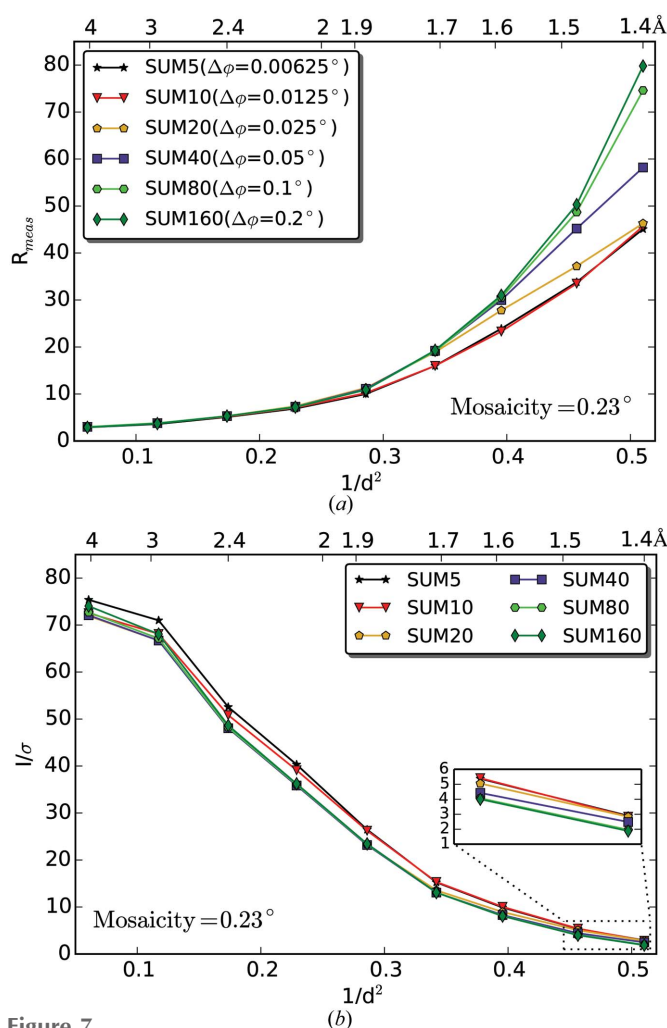 4 3 2.4 2 1.9 1.7 1.6 1.5 1.4Å
80
70
60
50
40
30
20
10
0
R_meas
SUM5(Δφ=0.00625°)
SUM10(Δφ=0.0125°)
SUM20(Δφ=0.025°)
SUM40(Δφ=0.05°)
SUM80(Δφ=0.1°)
SUM160(Δφ=0.2°)
Mosaicity=0.23°
0.1 0.2 0.3 0.4 0.5
1/d²
(a)
4 3 2.4 2 1.9 1.7 1.6 1.5 1.4Å
80
70
60
50
40
30
20
10
0
I/σ
SUM5 SUM40
SUM10 SUM80
SUM20 SUM160
6
5
4
3
2
1
Mosaicity=0.23°
0.1 0.2 0.3 0.4 0.5
1/d²
(b)
Figure 7